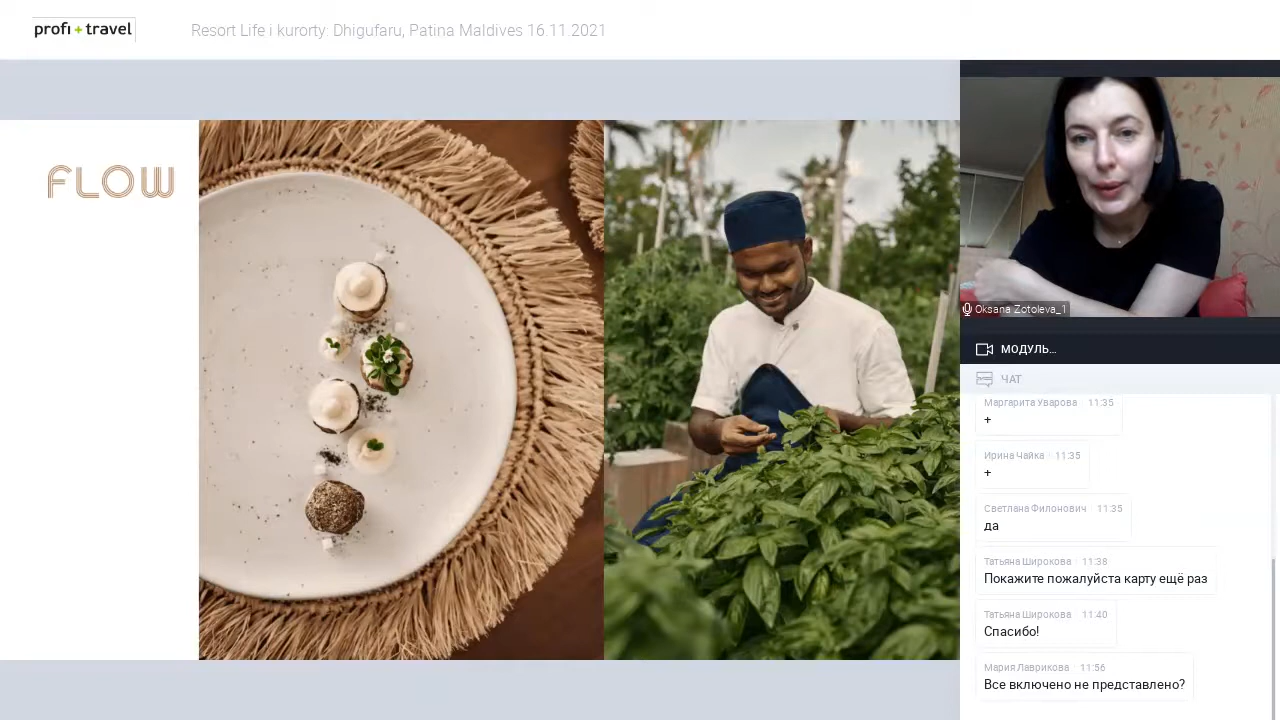 profi + travel
Resort Life i kurorty: Dhigufaru, Patina Maldives 16.11.2021
FLOW
Oksana Zotoleva_1
МОДУЛЬ...
ЧАТ
Маргарита Уварова 11:35
+
Ирина Чайка 11:35
+
Светлана Филонович 11:35
да
Татьяна Широкова 11:38
Покажите пожалуйста карту ещё раз
Татьяна Широкова 11:40
Спасибо!
Мария Лаврикова 11:56
Все включено не представлено?